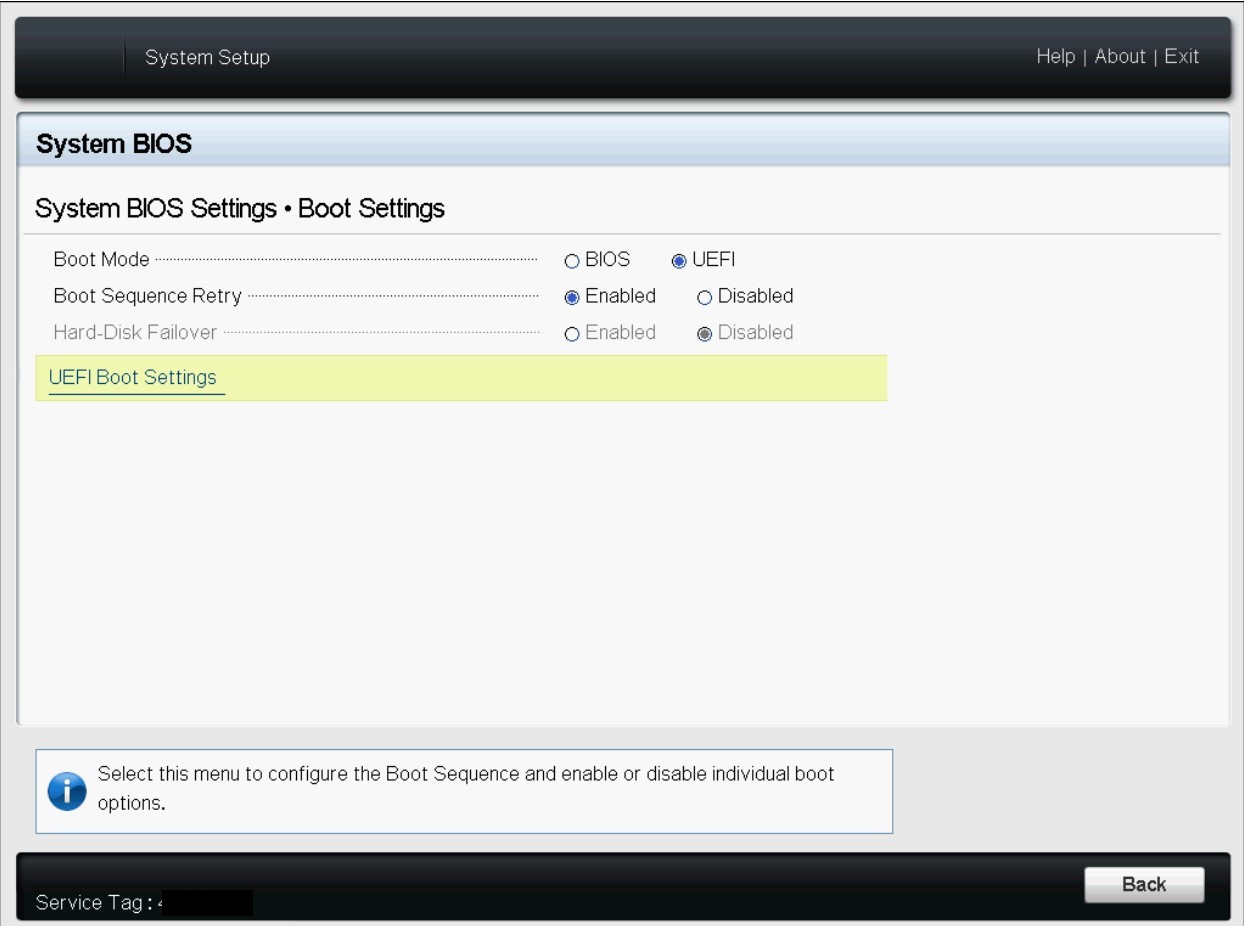 System Setup
Help | About | Exit
System BIOS
System BIOS Settings • Boot Settings
Boot Mode BIOS UEFI
Boot Sequence Retry Enabled Disabled
Hard-Disk Failover Enabled Disabled
UEFI Boot Settings
Select this menu to configure the Boot Sequence and enable or disable individual boot
options.
Back
Service Tag :